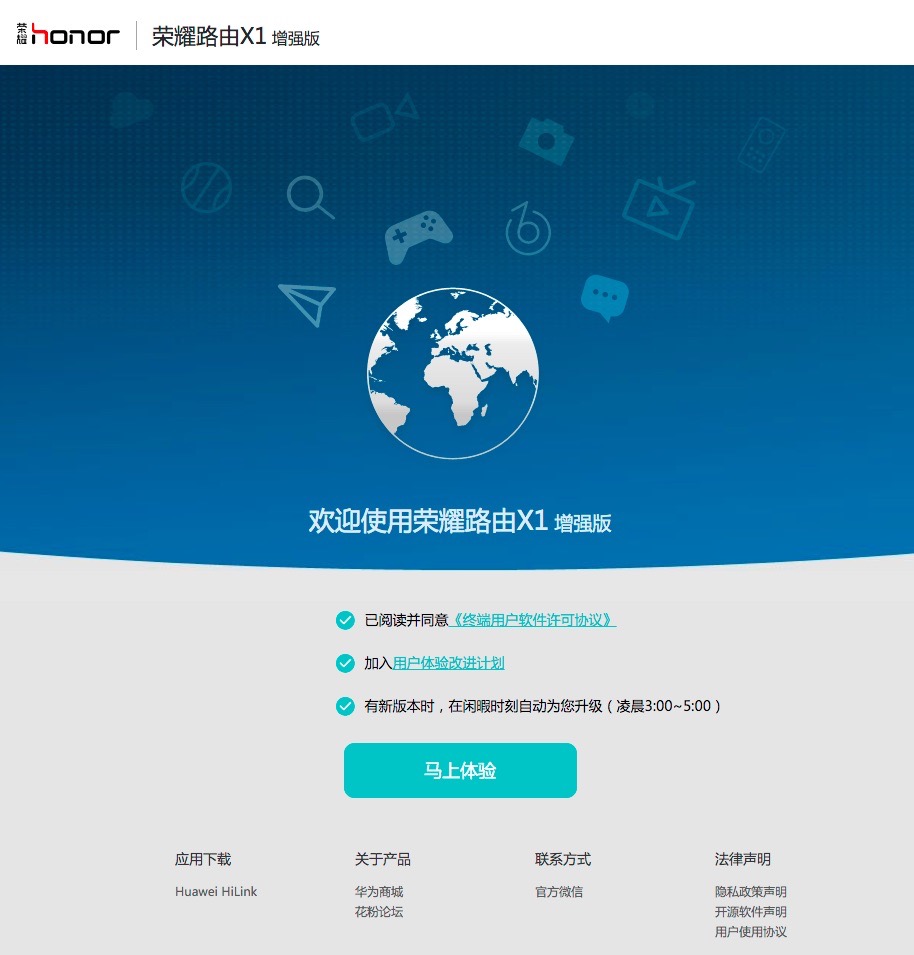 荣耀 honor 荣耀路由X1 增强版
欢迎使用荣耀路由X1 增强版
已阅读并同意《终端用户软件许可协议》
加入用户体验改进计划
有新版本时，在闲暇时刻自动为您升级（凌晨3:00~5:00）
马上体验
应用下载
Huawei HiLink
关于产品
华为商城
花粉论坛
联系方式
官方微信
法律声明
隐私政策声明
开源软件声明
用户使用协议